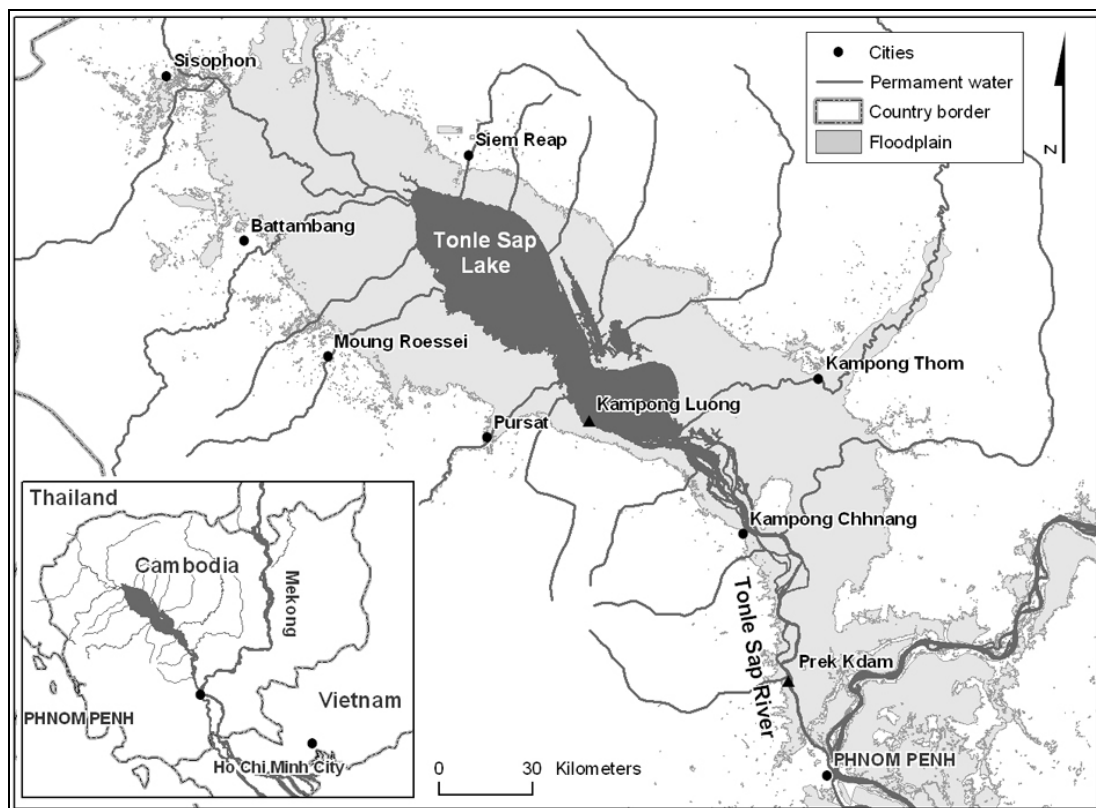 Sisophon
Siem Reap
Battambang
Tonle Sap
Lake
Moung Roessei
Kampong Thom
Kampong Luong
Pursat
Kampong Chhnang
Tonle Sap River
Prek Kdam
PHNOM PENH
Cities
Permament water
Country border
Floodplain
N
Thailand
Cambodia
Mekong
Vietnam
PHNOM PENH
Ho Chi Minh City
0 30 Kilometers